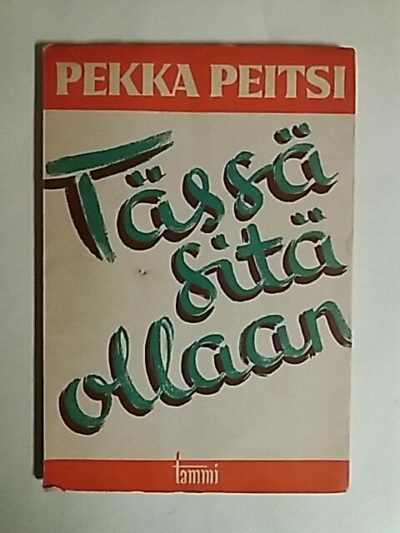 PEKKA PEITSI
Tässä
sitä
ollaan
tammi